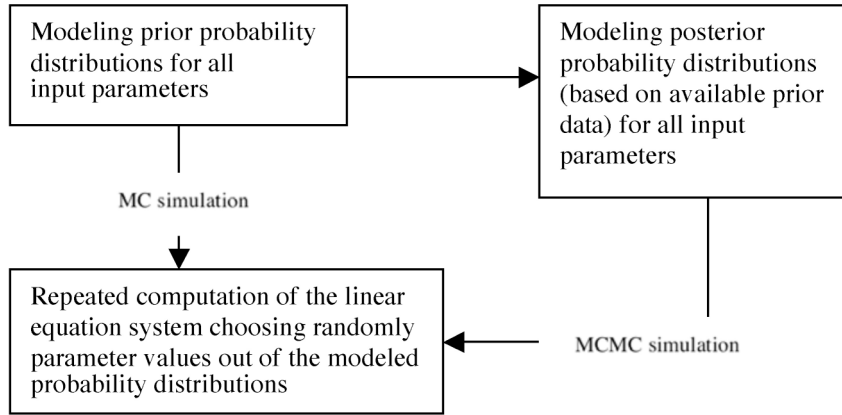 Modeling prior probability
distributions for all
input parameters
Modeling posterior
probability distributions
(based on available prior
data) for all input
parameters
MC simulation
Repeated computation of the linear
equation system choosing randomly
parameter values out of the modeled
probability distributions
MCMC simulation